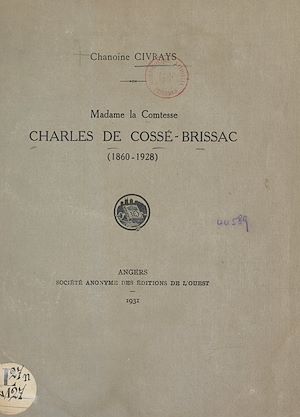 Chanoine CIVRAYS
Madame la Comtesse
CHARLES DE COSSÉ-BRISSAC
(1860-1928)
ANGERS
SOCIÉTÉ ANONYME DES ÉDITIONS DE L'OUEST
1931